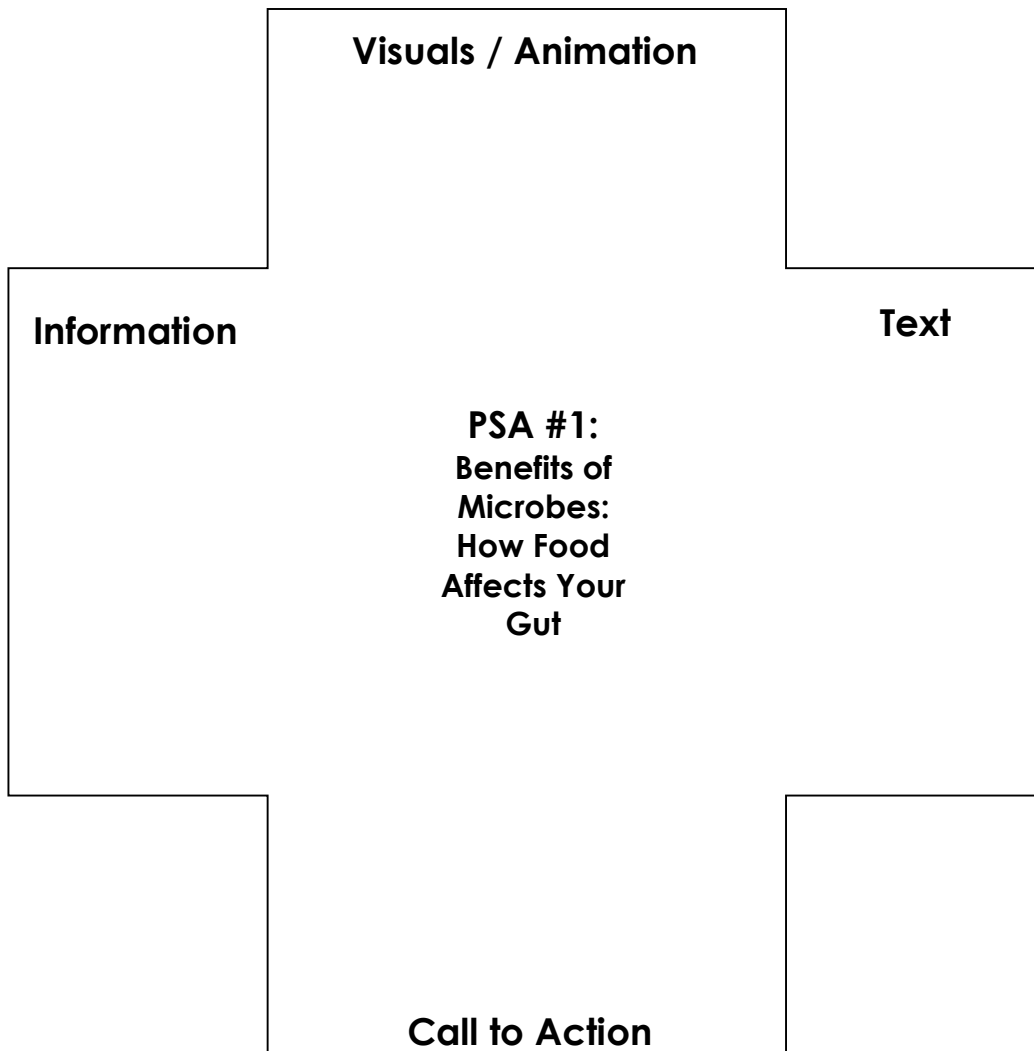 Visuals / Animation
Information
Text
PSA #1:
Benefits of
Microbes:
How Food
Affects Your
Gut
Call to Action